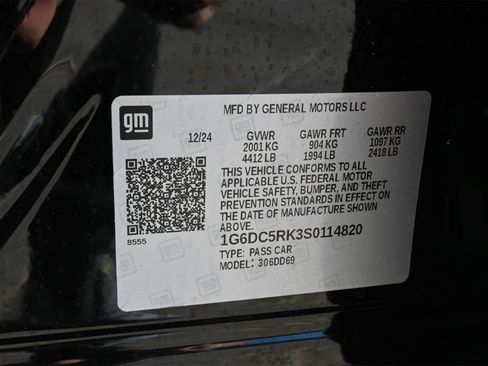 gm
MFD BY GENERAL MOTORS LLC
12/24 GVWR GAWR FRT GAWR RR
2001 KG 904 KG 1097 KG
4412 LB 1994 LB 2418 LB
THIS VEHICLE CONFORMS TO ALL
APPLICABLE U.S. FEDERAL MOTOR
VEHICLE SAFETY, BUMPER, AND THEFT
PREVENTION STANDARDS IN EFFECT ON
THE DATE OF MANUFACTURE SHOWN
ABOVE.
8555
1G6DC5RK3S0114820
TYPE: PASS CAR
MODEL: 306DD69